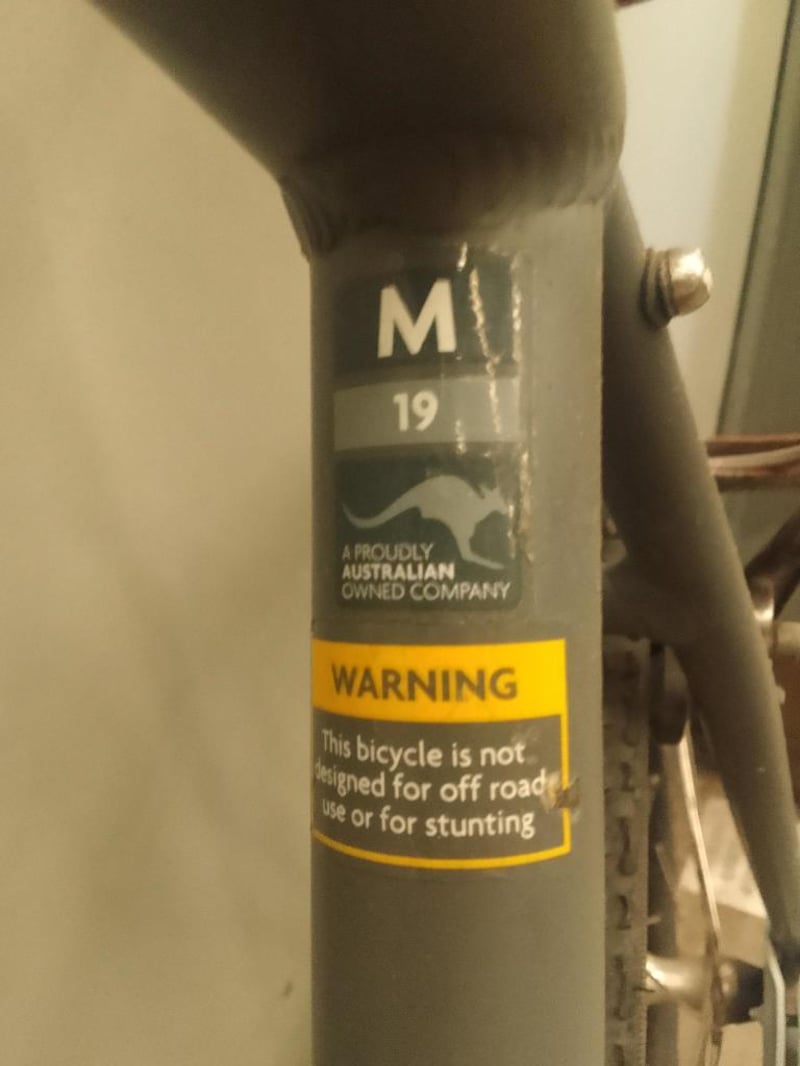 M
19
A PROUDLY
AUSTRALIAN
OWNED COMPANY
WARNING
This bicycle is not
designed for off road
use or for stunting